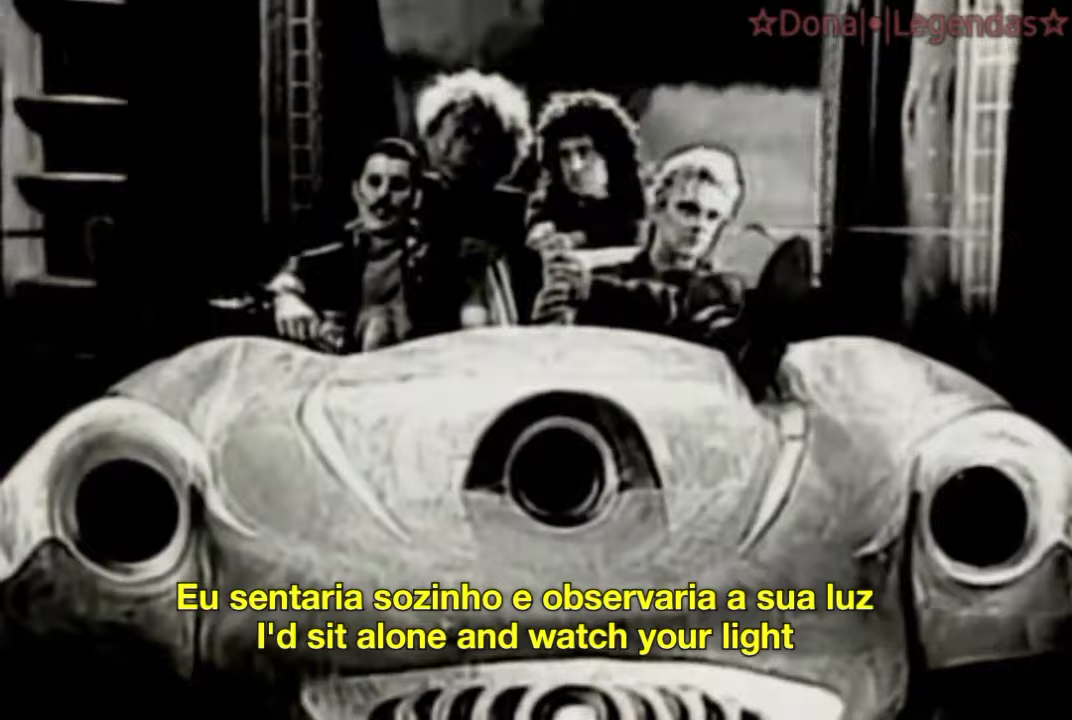 ☆Dona|•|Legendas☆
Eu sentaria sozinho e observaria a sua luz
I'd sit alone and watch your light